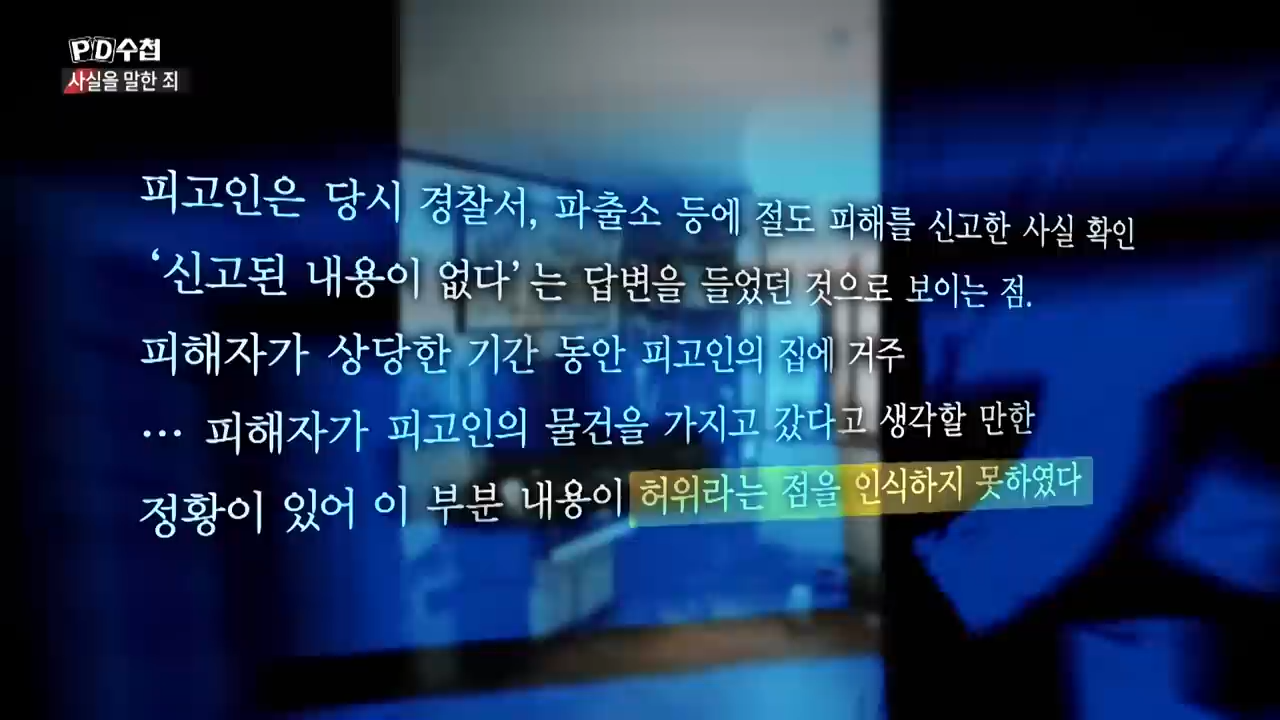 PD수첩
사실을 말한 죄
피고인은 당시 경찰서, 파출소 등에 절도 피해를 신고한 사실 확인
‘신고된 내용이 없다’는 답변을 들었던 것으로 보이는 점.
피해자가 상당한 기간 동안 피고인의 집에 거주
… 피해자가 피고인의 물건을 가지고 갔다고 생각할 만한
정황이 있어 이 부분 내용이 허위라는 점을 인식하지 못하였다